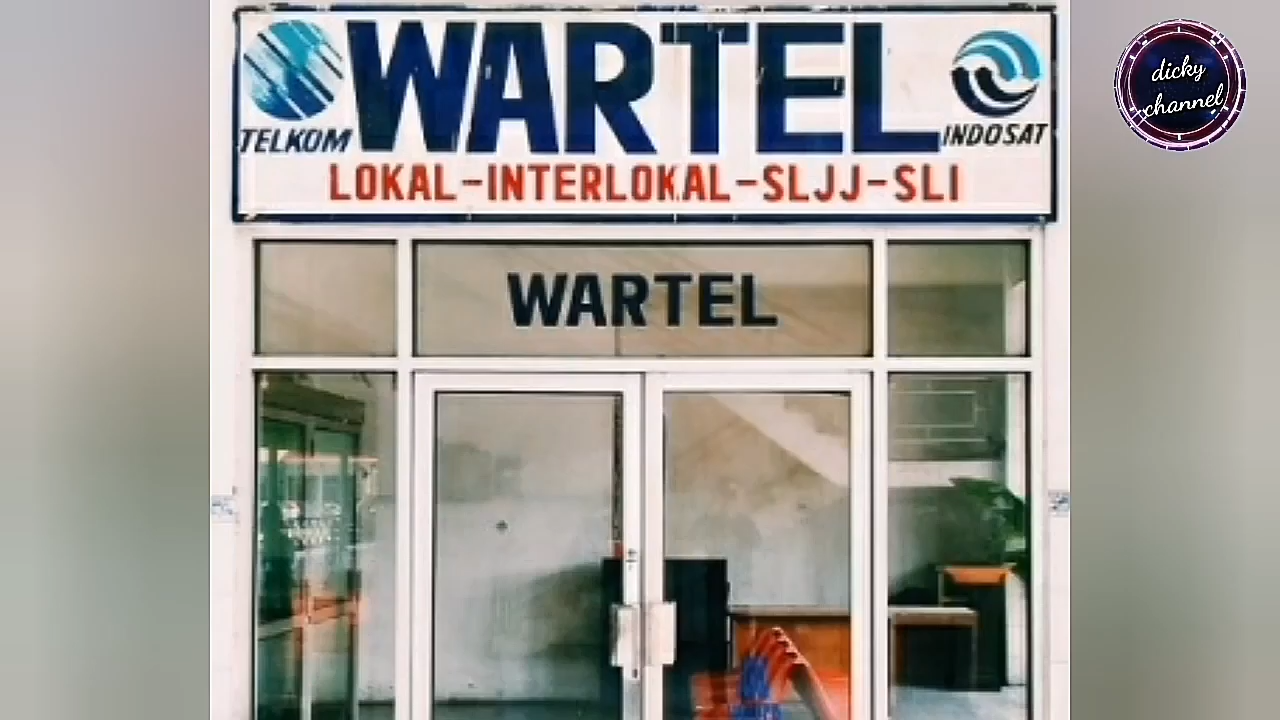 WARTEL
TELKOM
INDOSAT
LOKAL-INTERLOKAL-SLJJ-SLI
WARTEL
dicky
channel